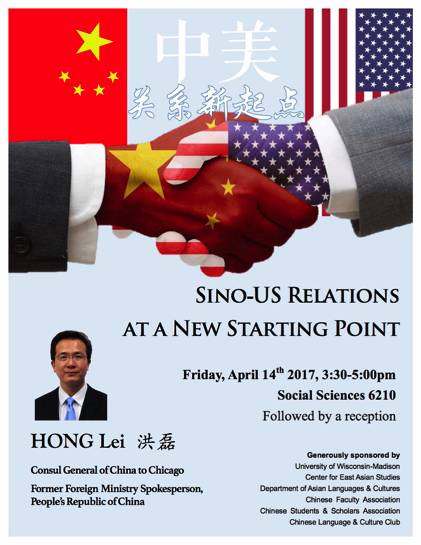 中美
关系新起点
SINO-US RELATIONS
AT A NEW STARTING POINT
Friday, April 14th 2017, 3:30-5:00pm
Social Sciences 6210
Followed by a reception
HONG Lei 洪磊
Consul General of China to Chicago
Former Foreign Ministry Spokesperson,
People's Republic of China
Generously sponsored by
University of Wisconsin-Madison
Center for East Asian Studies
Department of Asian Languages & Cultures
Chinese Faculty Association
Chinese Students & Scholars Association
Chinese Language & Culture Club